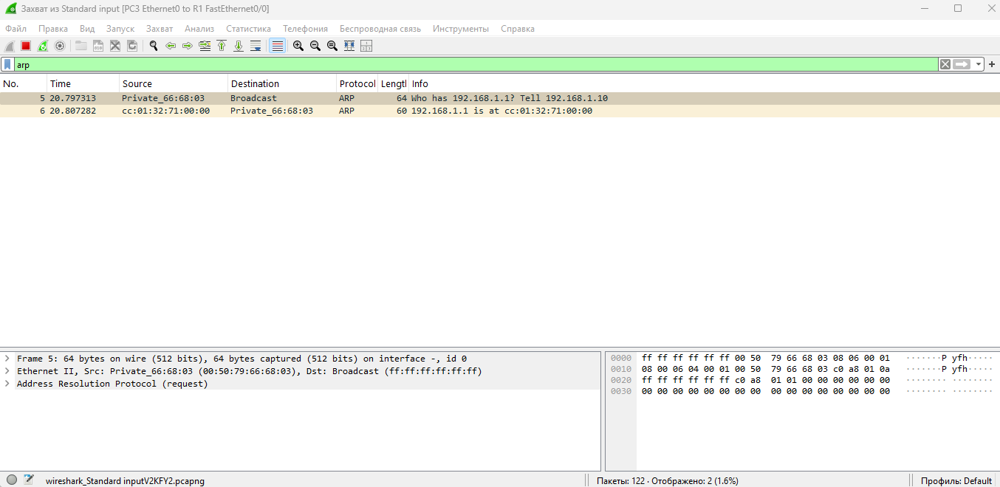 Захват из Standard input [PC3 Ethernet0 to R1 FastEthernet0/0]
Файл Правка Вид Запуск Захват Анализ Статистика Телефония Беспроводная связь Инструменты Справка
arp
No. Time Source Destination Protocol Lengtl Info
5 20.797313 Private_66:68:03 Broadcast ARP 64 Who has 192.168.1.1? Tell 192.168.1.10
6 20.807282 cc:01:32:71:00:00 Private_66:68:03 ARP 60 192.168.1.1 is at cc:01:32:71:00:00
Frame 5: 64 bytes on wire (512 bits), 64 bytes captured (512 bits) on interface -, id 0
Ethernet II, Src: Private_66:68:03 (00:50:79:66:68:03), Dst: Broadcast (ff:ff:ff:ff:ff:ff)
Address Resolution Protocol (request)
0000 ff ff ff ff ff ff 00 50 79 66 68 03 08 06 00 01 ·······P yfh·····
0010 08 00 06 04 00 01 00 50 79 66 68 03 c0 a8 01 0a ·······P yfh·····
0020 ff ff ff ff ff ff c0 a8 01 01 00 00 00 00 00 00 ········ ········
0030 00 00 00 00 00 00 00 00 00 00 00 00 00 00 00 00 ········ ········
wireshark_Standard inputV2KFY2.pcapng
Пакеты: 122 · Отображено: 2 (1.6%)
Профиль: Default